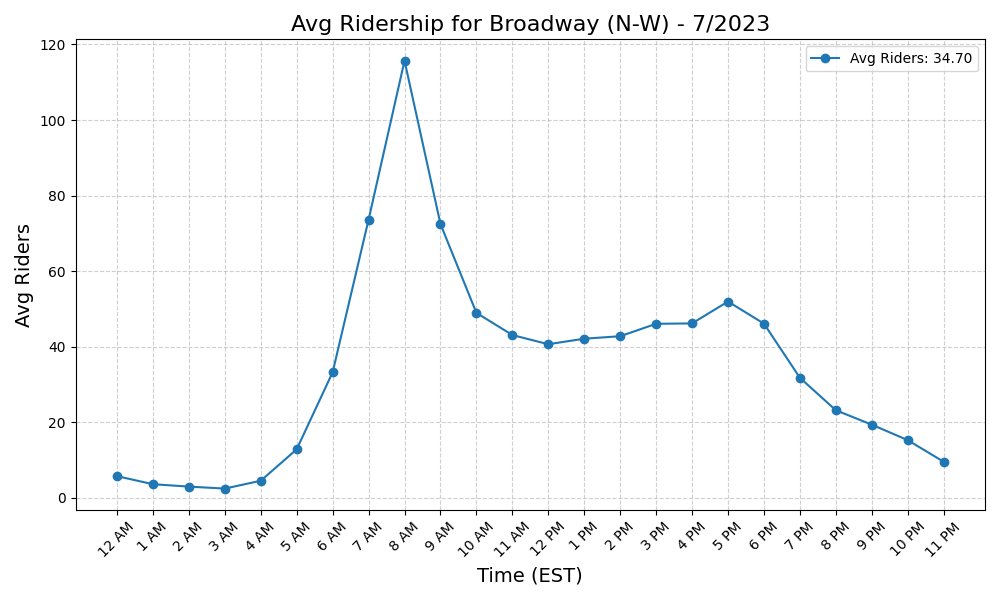 Avg Ridership for Broadway (N-W) - 7/2023
Avg Riders: 34.70
Avg Riders
120
100
80
60
40
20
0
12 AM
1 AM
2 AM
3 AM
4 AM
5 AM
6 AM
7 AM
8 AM
9 AM
10 AM
11 AM
12 PM
1 PM
2 PM
3 PM
4 PM
5 PM
6 PM
7 PM
8 PM
9 PM
10 PM
11 PM
Time (EST)